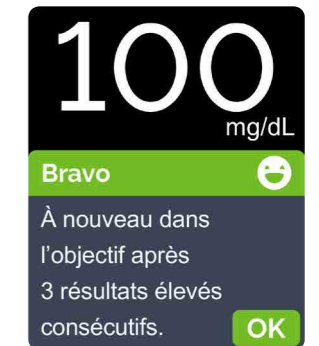 100
mg/dL
Bravo
À nouveau dans
l'objectif après
3 résultats élevés
consécutifs.
OK